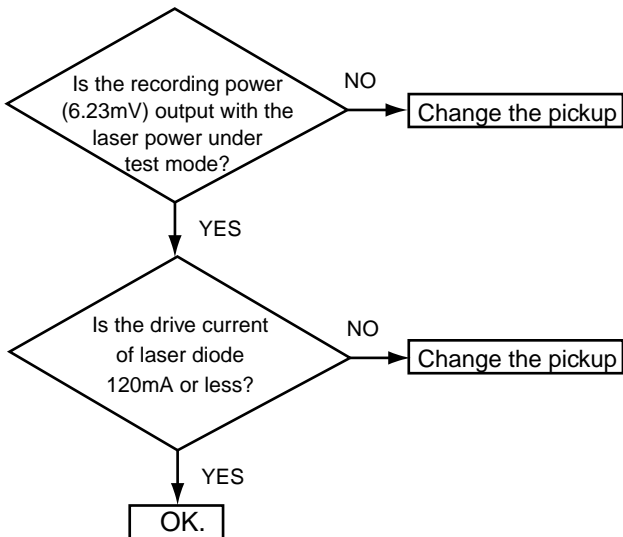 Is the recording power
(6.23mV) output with the
laser power under
test mode?
NO
Change the pickup
YES
Is the drive current
of laser diode
120mA or less?
NO
Change the pickup
YES
OK.